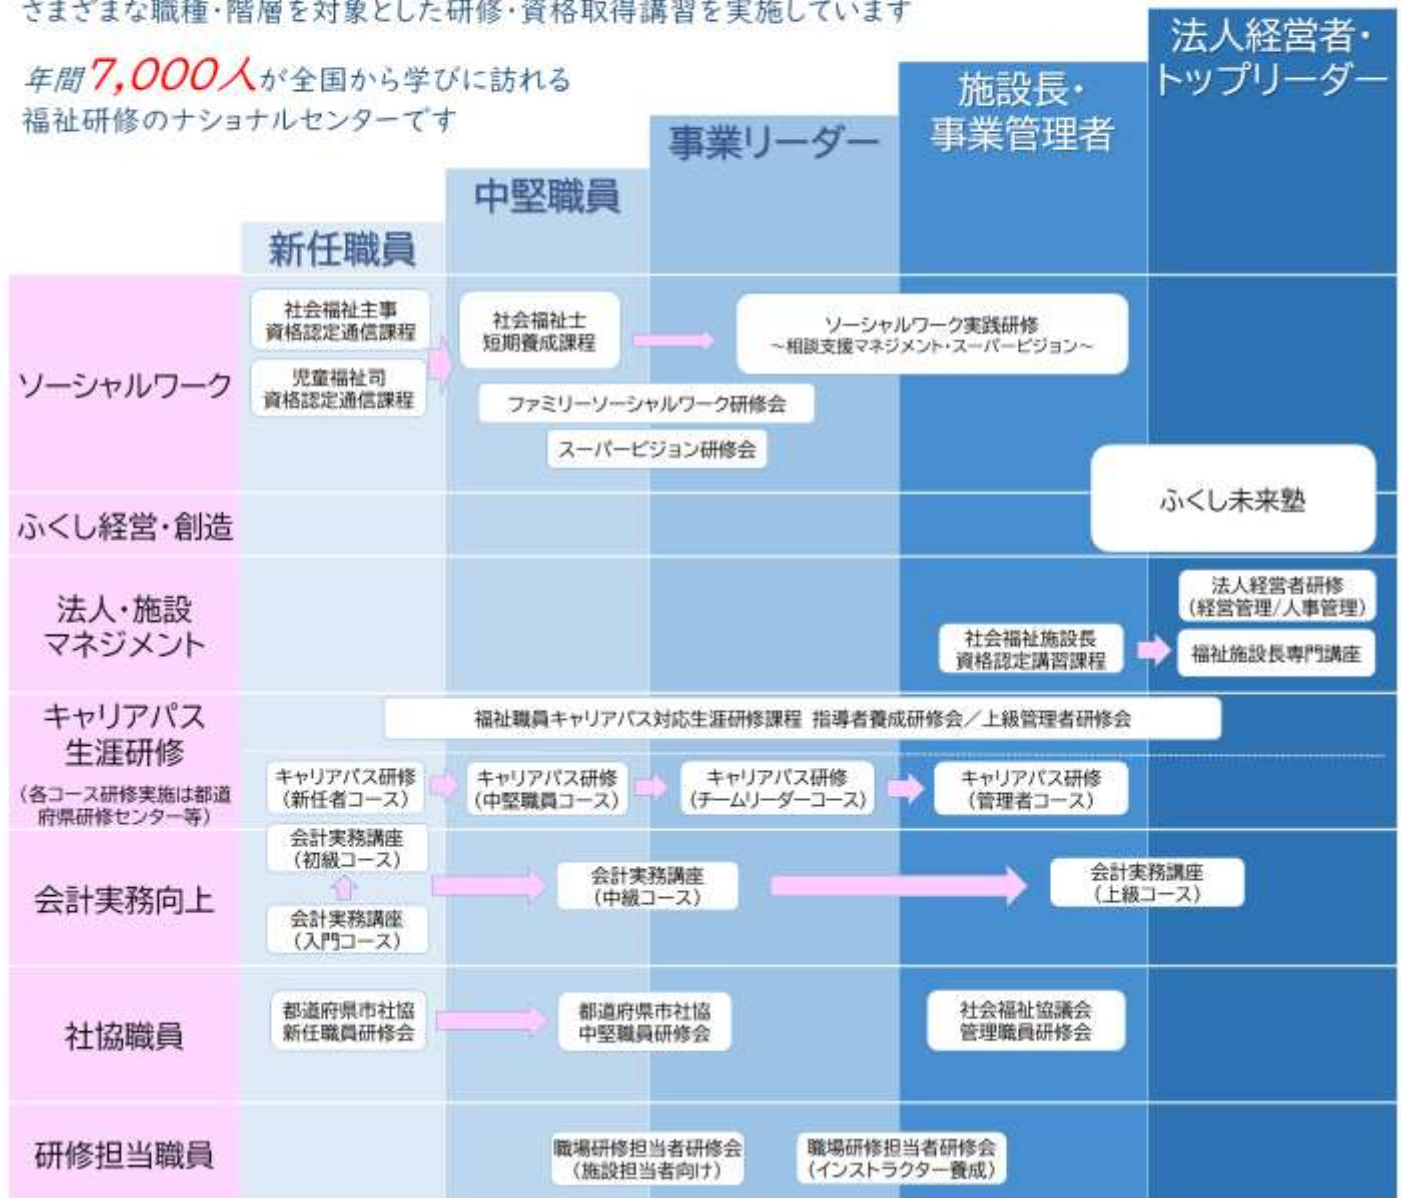 さまざまな職種・階層を対象とした研修・資格取得講習を実施しています
年間7,000人が全国から学びに訪れる
福祉研修のナショナルセンターです
新任職員
中堅職員
事業リーダー
施設長・
事業管理者
法人経営者・
トップリーダー
ソーシャルワーク
社会福祉主事
資格認定通信課程
児童福祉司
資格認定通信課程
社会福祉士
短期養成課程
ソーシャルワーク実践研修
～相談支援マネジメント・スーパービジョン～
ファミリーソーシャルワーク研修会
スーパービジョン研修会
ふくし経営・創造
ふくし未来塾
法人・施設
マネジメント
社会福祉施設長
資格認定講習課程
法人経営者研修
(経営管理/人事管理)
福祉施設長専門講座
キャリアパス
生涯研修
(各コース研修実施は都道
府県研修センター等)
福祉職員キャリアパス対応生涯研修課程 指導者養成研修会／上級管理者研修会
キャリアパス研修
(新任者コース)
キャリアパス研修
(中堅職員コース)
キャリアパス研修
(チームリーダーコース)
キャリアパス研修
(管理者コース)
会計実務向上
会計実務講座
(初級コース)
会計実務講座
(入門コース)
会計実務講座
(中級コース)
会計実務講座
(上級コース)
社協職員
都道府県市社協
新任職員研修会
都道府県市社協
中堅職員研修会
社会福祉協議会
管理職員研修会
研修担当職員
職場研修担当者研修会
(施設担当者向け)
職場研修担当者研修会
(インストラクター養成)